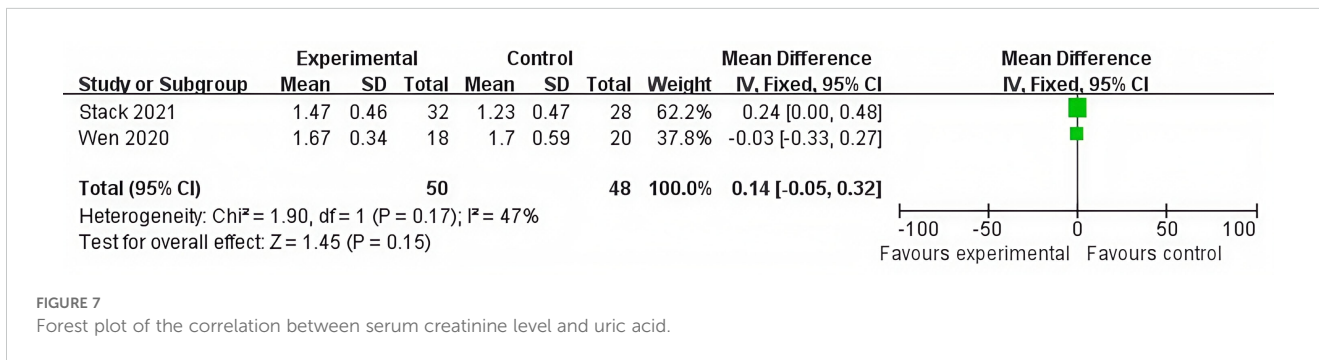 Experimental Control Mean Difference Mean Difference
Study or Subgroup Mean SD Total Mean SD Total Weight IV, Fixed, 95% CI IV, Fixed, 95% CI
Stack 2021 1.47 0.46 32 1.23 0.47 28 62.2% 0.24 [0.00, 0.48]
Wen 2020 1.67 0.34 18 1.7 0.59 20 37.8% -0.03 [-0.33, 0.27]
Total (95% CI) 50 48 100.0% 0.14 [-0.05, 0.32]
Heterogeneity: Chi² = 1.90, df = 1 (P = 0.17); I² = 47%
Test for overall effect: Z = 1.45 (P = 0.15)
-100 -50 0 50 100
Favours experimental Favours control
FIGURE 7
Forest plot of the correlation between serum creatinine level and uric acid.